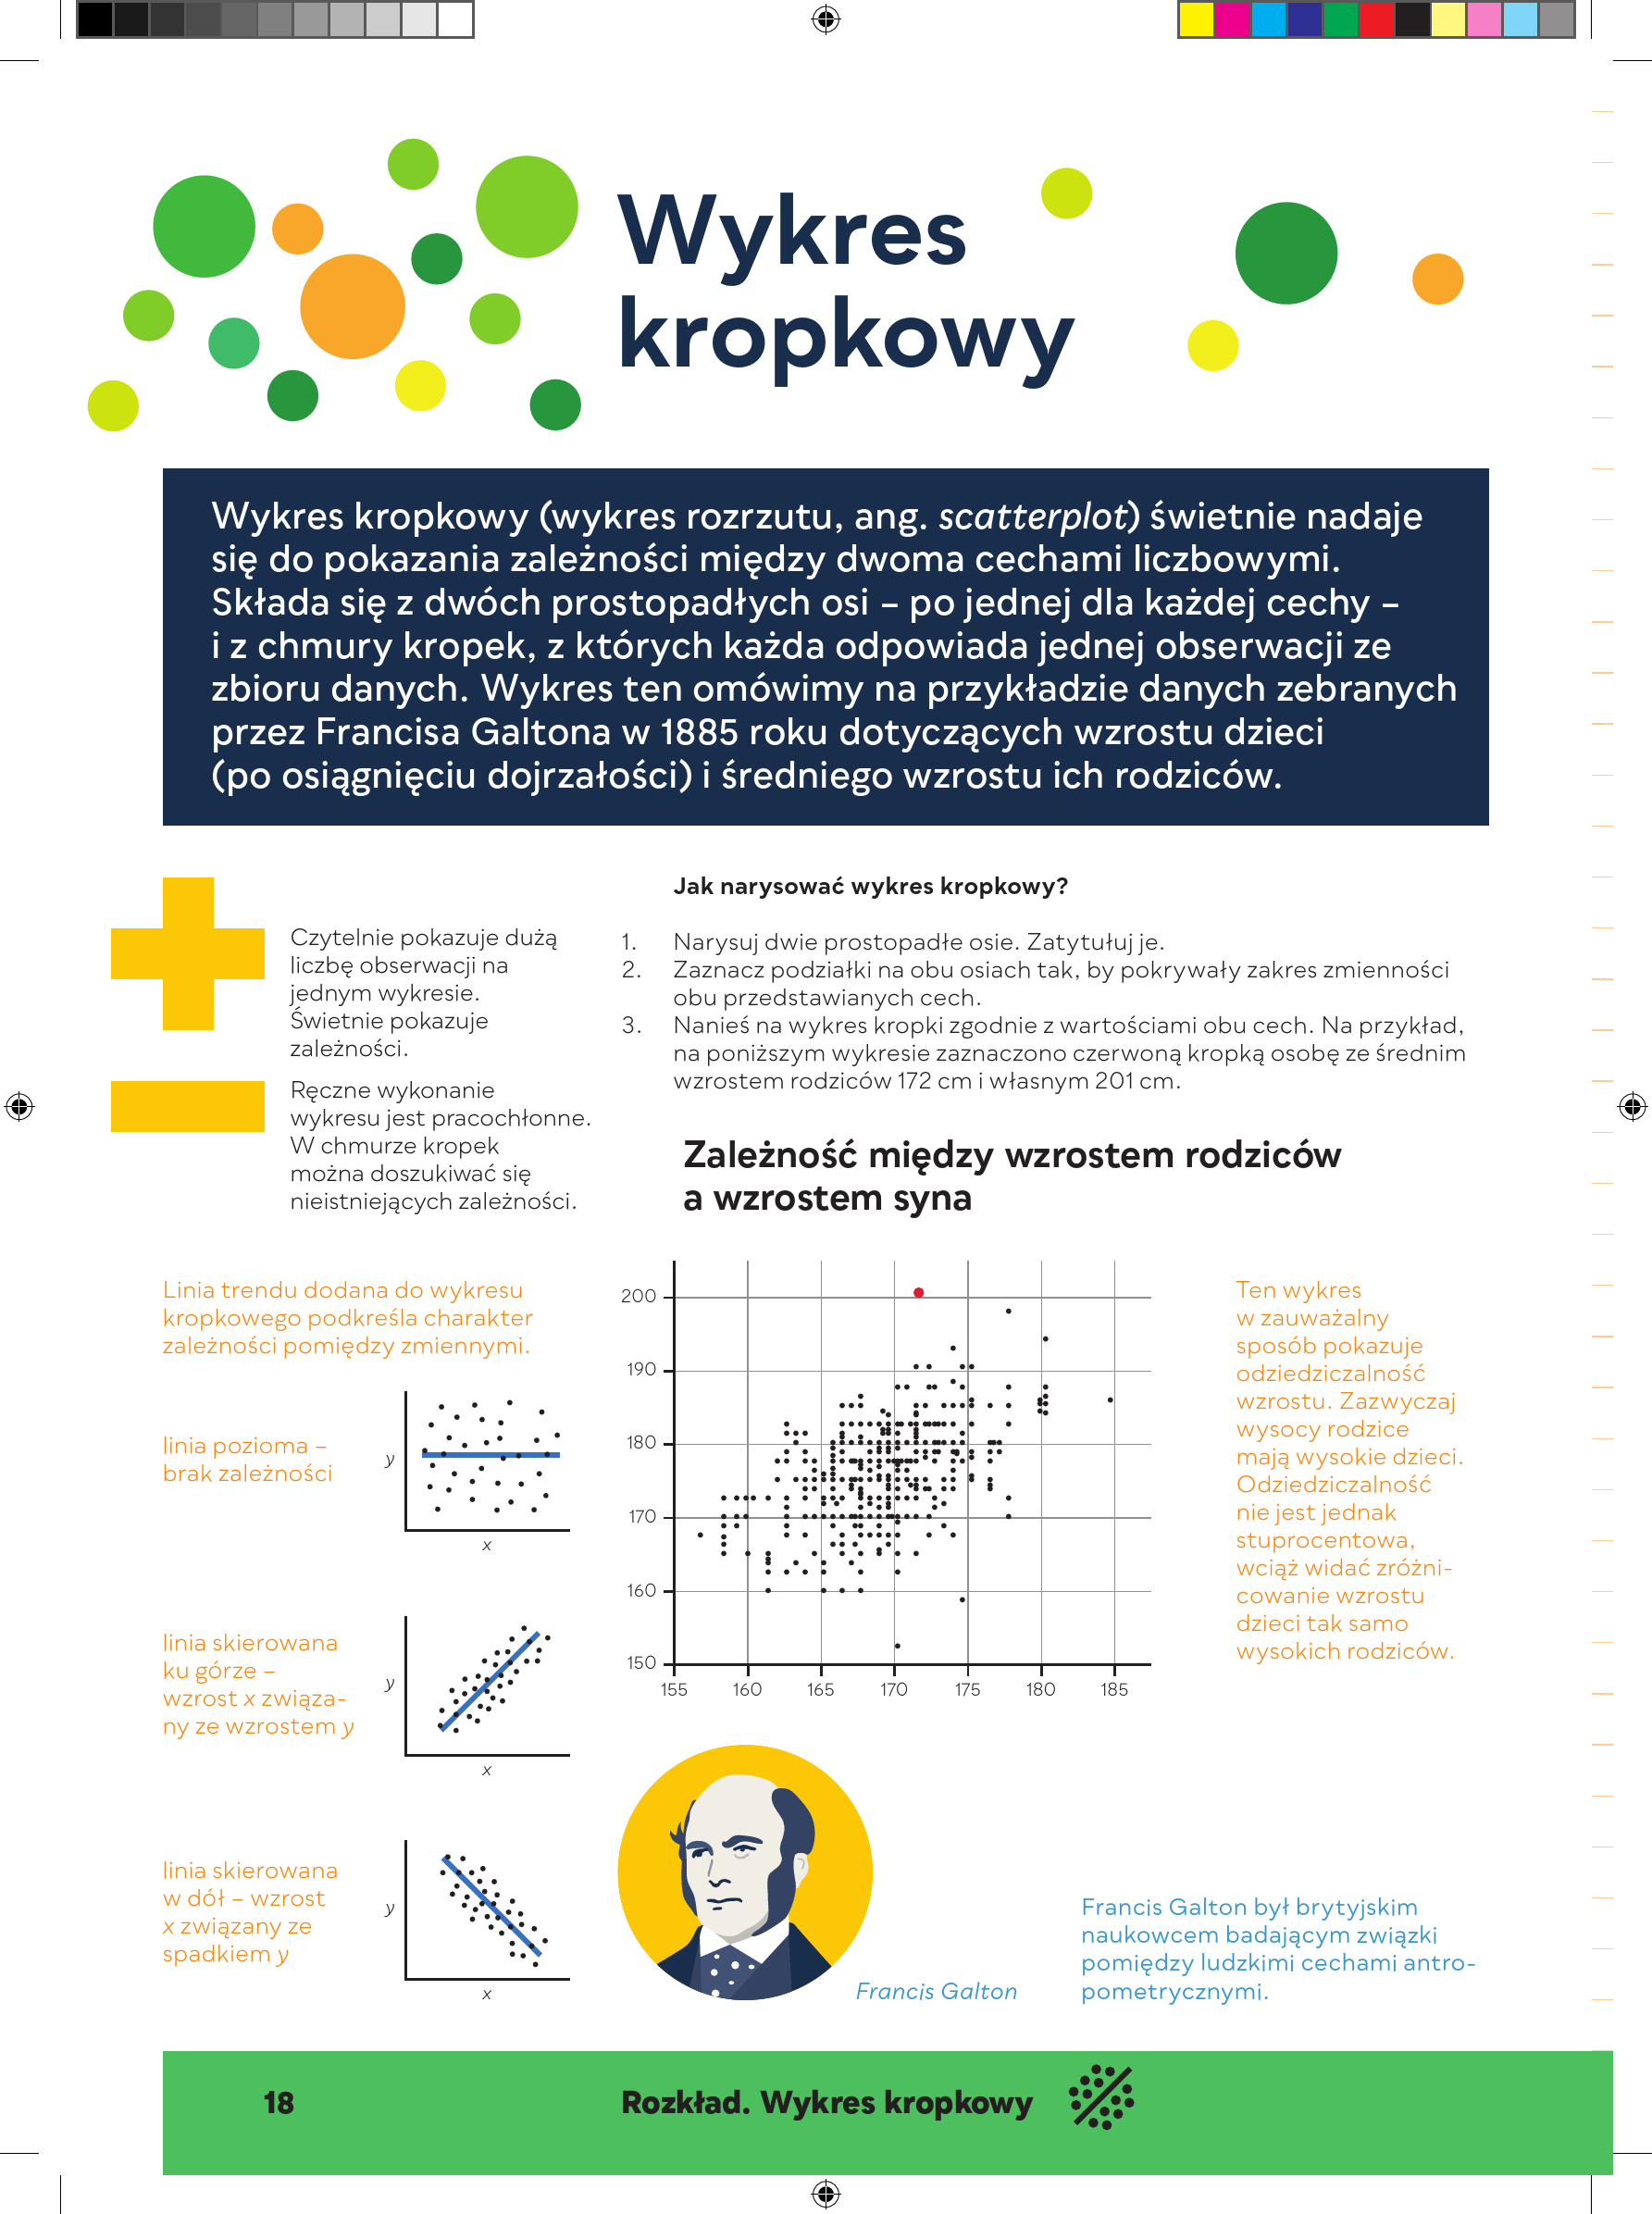 Wykres
kropkowy
Wykres kropkowy (wykres rozrzutu, ang. scatterplot) świetnie nadaje
się do pokazania zależności między dwoma cechami liczbowymi.
Składa się z dwóch prostopadłych osi – po jednej dla każdej cechy –
i z chmury kropek, z których każda odpowiada jednej obserwacji ze
zbioru danych. Wykres ten omówimy na przykładzie danych zebranych
przez Francisa Galtona w 1885 roku dotyczących wzrostu dzieci
(po osiągnięciu dojrzałości) i średniego wzrostu ich rodziców.
Czytelnie pokazuje dużą
liczbę obserwacji na
jednym wykresie.
Świetnie pokazuje
zależności.
Ręczne wykonanie
wykresu jest pracochłonne.
W chmurze kropek
można doszukiwać się
nieistniejących zależności.
Jak narysować wykres kropkowy?
1. Narysuj dwie prostopadłe osie. Zatytułuj je.
2. Zaznacz podziałki na obu osiach tak, by pokrywały zakres zmienności
obu przedstawianych cech.
3. Nanieś na wykres kropki zgodnie z wartościami obu cech. Na przykład,
na poniższym wykresie zaznaczono czerwoną kropką osobę ze średnim
wzrostem rodziców 172 cm i własnym 201 cm.
Zależność między wzrostem rodziców
a wzrostem syna
Linia trendu dodana do wykresu
kropkowego podkreśla charakter
zależności pomiędzy zmiennymi.
linia pozioma –
brak zależności
y
x
linia skierowana
ku górze –
wzrost x związa-
ny ze wzrostem y
y
x
linia skierowana
w dół – wzrost
x związany ze
spadkiem y
y
x
200
190
180
170
160
150
155 160 165 170 175 180 185
Ten wykres
w zauważalny
sposób pokazuje
odziedziczalność
wzrostu. Zazwyczaj
wysocy rodzice
mają wysokie dzieci.
Odziedziczalność
nie jest jednak
stuprocentowa,
wciąż widać zróżni-
cowanie wzrostu
dzieci tak samo
wysokich rodziców.
Francis Galton
Francis Galton był brytyjskim
naukowcem badającym związki
pomiędzy ludzkimi cechami antro-
pometrycznymi.
18 Rozkład. Wykres kropkowy